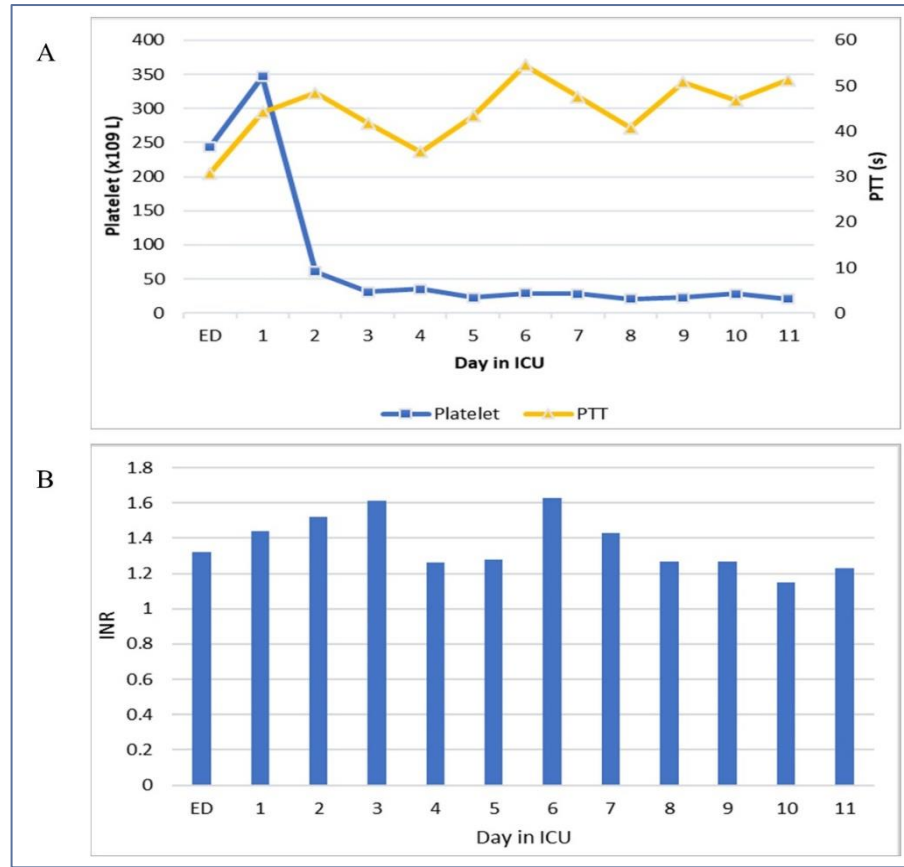 A
Platelet (x109 L)
400
350
300
250
200
150
100
50
0
60
50
40
30
20
10
0
PTT (s)
ED 1 2 3 4 5 6 7 8 9 10 11
Day in ICU
Platelet PTT
B
INR
1.8
1.6
1.4
1.2
1
0.8
0.6
0.4
0.2
0
ED 1 2 3 4 5 6 7 8 9 10 11
Day in ICU